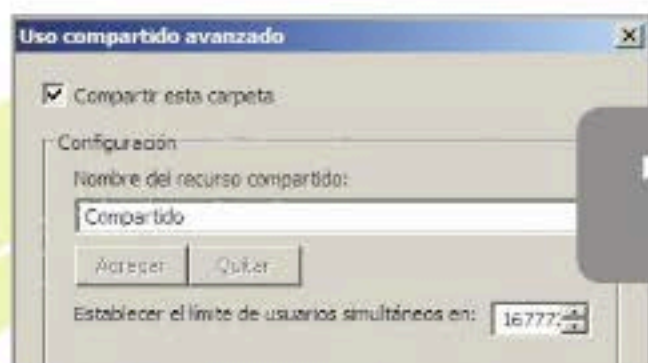 Uso compartido avanzado
Compartir esta carpeta
Configuración
Nombre del recurso compartido:
Compartido
Agregar Quitar
Establecer el límite de usuarios simultáneos en: 16777